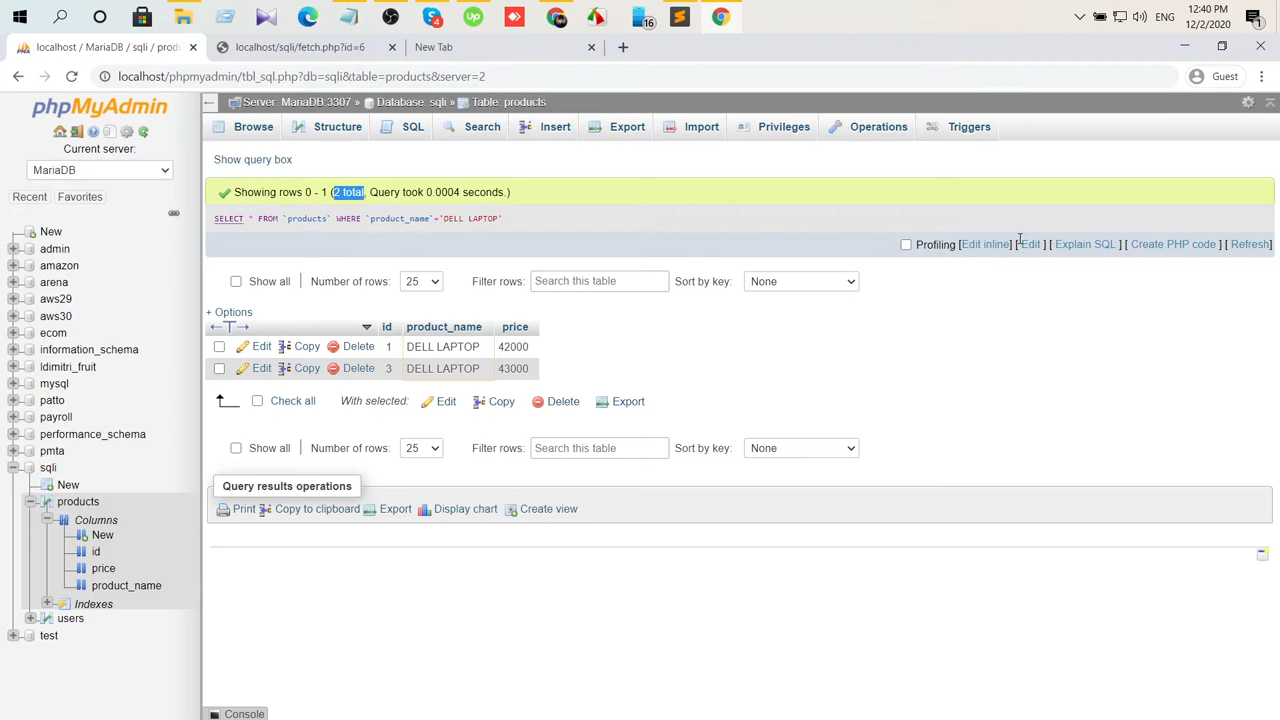 16
ENG
12:40 PM
12/2/2020
1
localhost / MariaDB / sqli / produ
localhost/sqli/fetch.php?id=6
New Tab
localhost/phpmyadmin/tbl_sql.php?db=sqli&table=products&server=2
Guest
phpMyAdmin
Current server:
MariaDB
Recent
Favorites
New
admin
amazon
arena
aws29
aws30
ecom
information_schema
ldimitri_fruit
mysql
patto
payroll
performance_schema
pmta
sqli
New
products
Columns
New
id
price
product_name
Indexes
users
test
Server: MariaDB:3307 » Database: sqli » Table: products
Browse Structure SQL Search Insert Export Import Privileges Operations Triggers
Show query box
Showing rows 0 - 1 (2 total, Query took 0.0004 seconds.)
SELECT * FROM `products` WHERE `product_name`='DELL LAPTOP'
Profiling [Edit inline] [ Edit ] [ Explain SQL ] [ Create PHP code ] [ Refresh]
Show all Number of rows: 25 Filter rows: Search this table Sort by key: None
+ Options
←T→ id product_name price
Edit Copy Delete 1 DELL LAPTOP 42000
Edit Copy Delete 3 DELL LAPTOP 43000
Check all With selected: Edit Copy Delete Export
Show all Number of rows: 25 Filter rows: Search this table Sort by key: None
Query results operations
Print Copy to clipboard Export Display chart Create view
Console